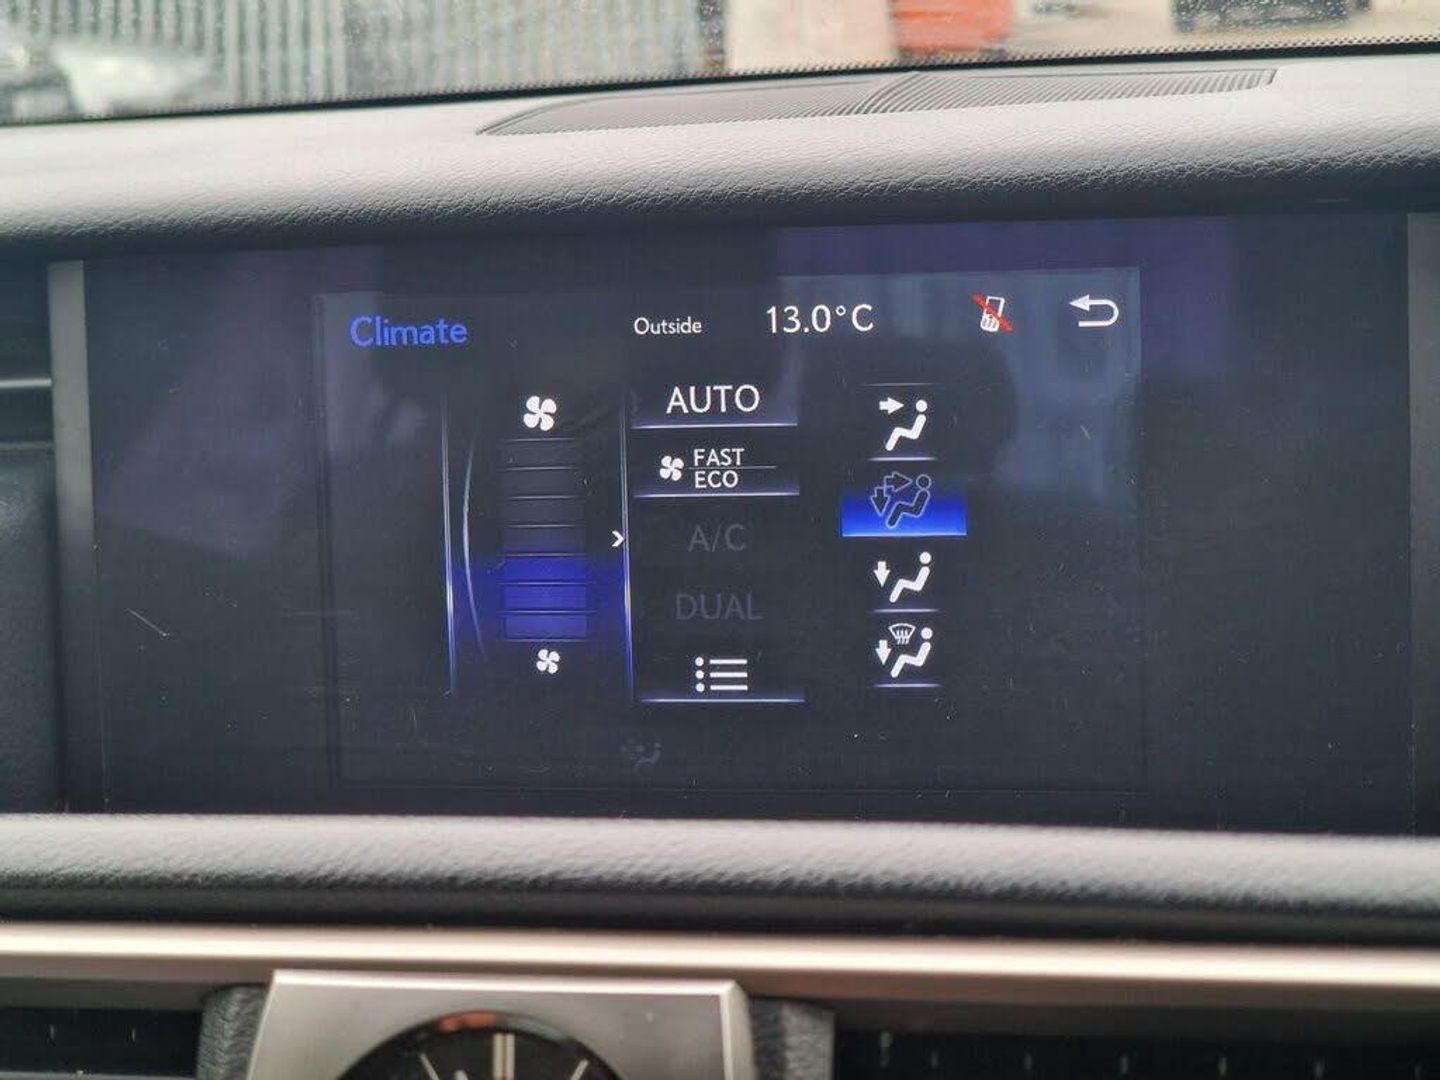 Climate
Outside 13.0°C
AUTO
FAST
ECO
A/C
DUAL